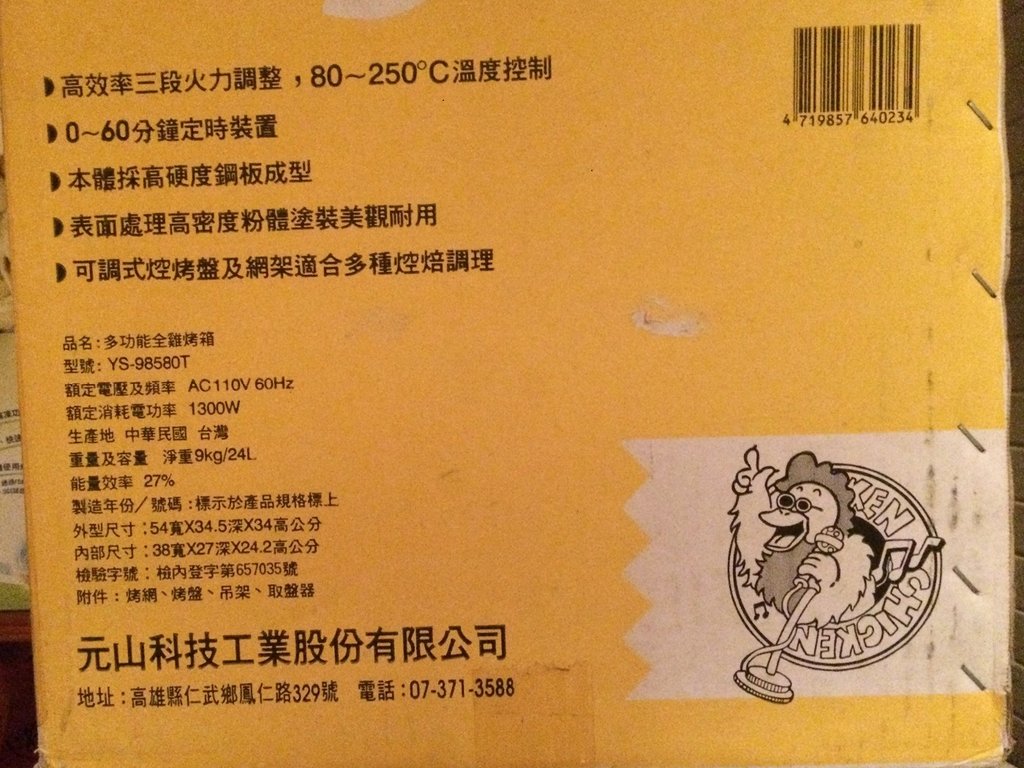 高效率三段火力調整，80～250°C溫度控制
0～60分鐘定時裝置
本體採高硬度鋼板成型
表面處理高密度粉體塗裝美觀耐用
可調式焢烤盤及網架適合多種焢焙調理
4 719857 640234
品名：多功能全雞烤箱
型號：YS-98580T
額定電壓及頻率 AC110V 60Hz
額定消耗電功率 1300W
生產地 中華民國 台灣
重量及容量 淨重9kg/24L
能量效率 27%
製造年份／號碼：標示於產品規格標上
外型尺寸：54寬X34.5深X34高公分
內部尺寸：38寬X27深X24.2高公分
檢驗字號：檢內登字第657035號
附件：烤網、烤盤、吊架、取盤器
元山科技工業股份有限公司
地址：高雄縣仁武鄉鳳仁路329號 電話：07-371-3588
CHICKEN